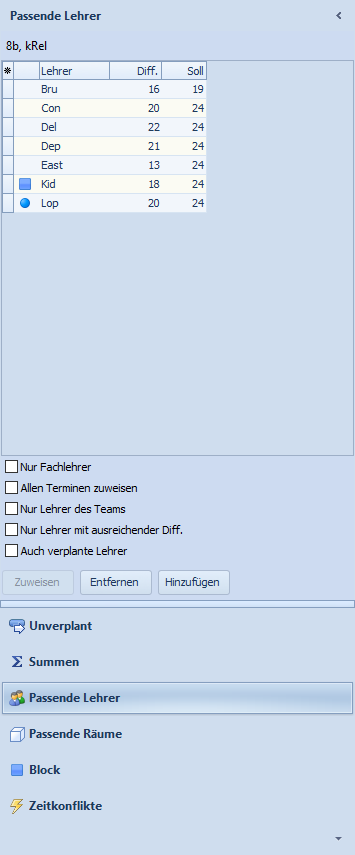 Passende Lehrer
8b, kRel
Lehrer Diff. Soll
Bru 16 19
Con 20 24
Del 22 24
Dep 21 24
East 13 24
Kid 18 24
Lop 20 24
Nur Fachlehrer
Allen Terminen zuweisen
Nur Lehrer des Teams
Nur Lehrer mit ausreichender Diff.
Auch verplante Lehrer
Zuweisen Entfernen Hinzufügen
Unverplant
Summen
Passende Lehrer
Passende Räume
Block
Zeitkonflikte